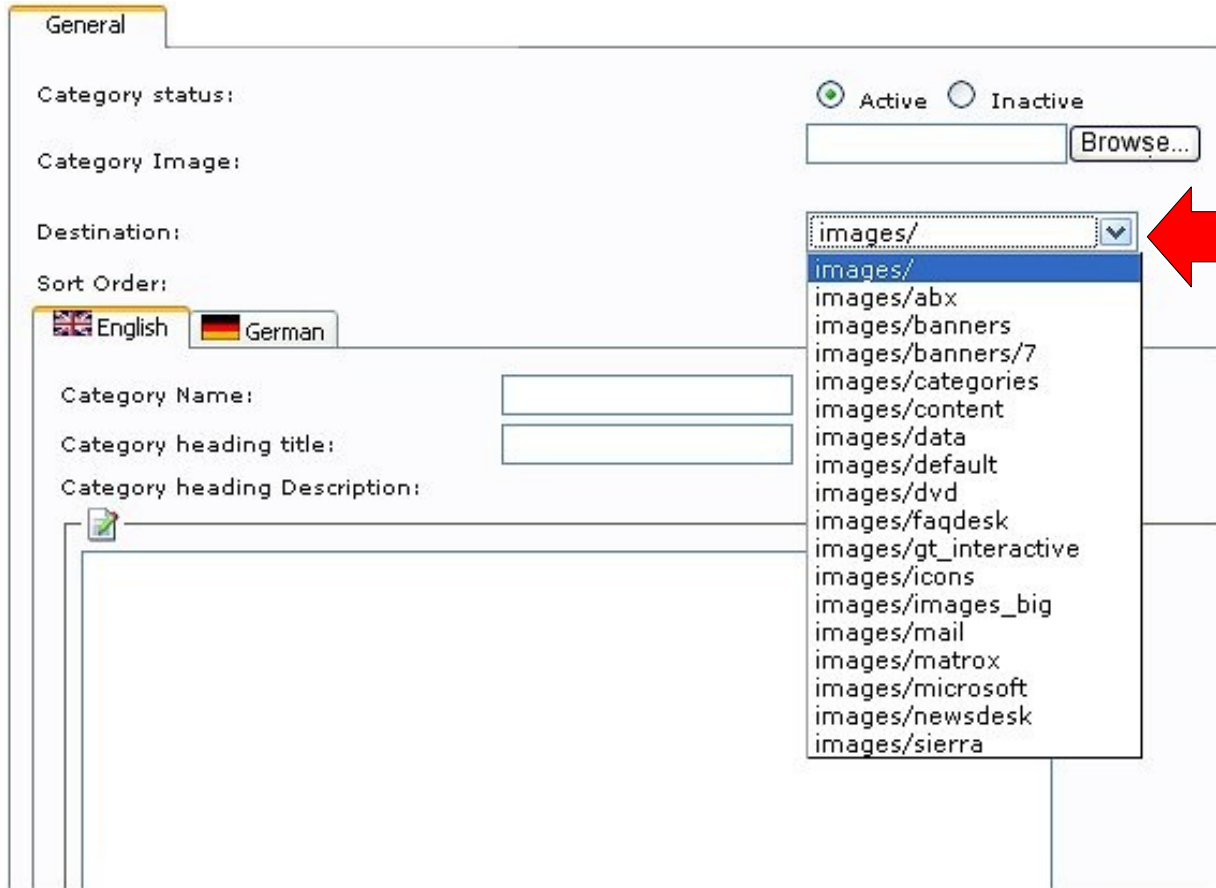 General
Category status:
Active Inactive
Category Image:
Browse...
Destination:
images/
Sort Order:
images/
images/abx
images/banners
images/banners/7
images/categories
images/content
images/data
images/default
images/dvd
images/faqdesk
images/gt_interactive
images/icons
images/images_big
images/mail
images/matrox
images/microsoft
images/newsdesk
images/sierra
English German
Category Name:
Category heading title:
Category heading Description: